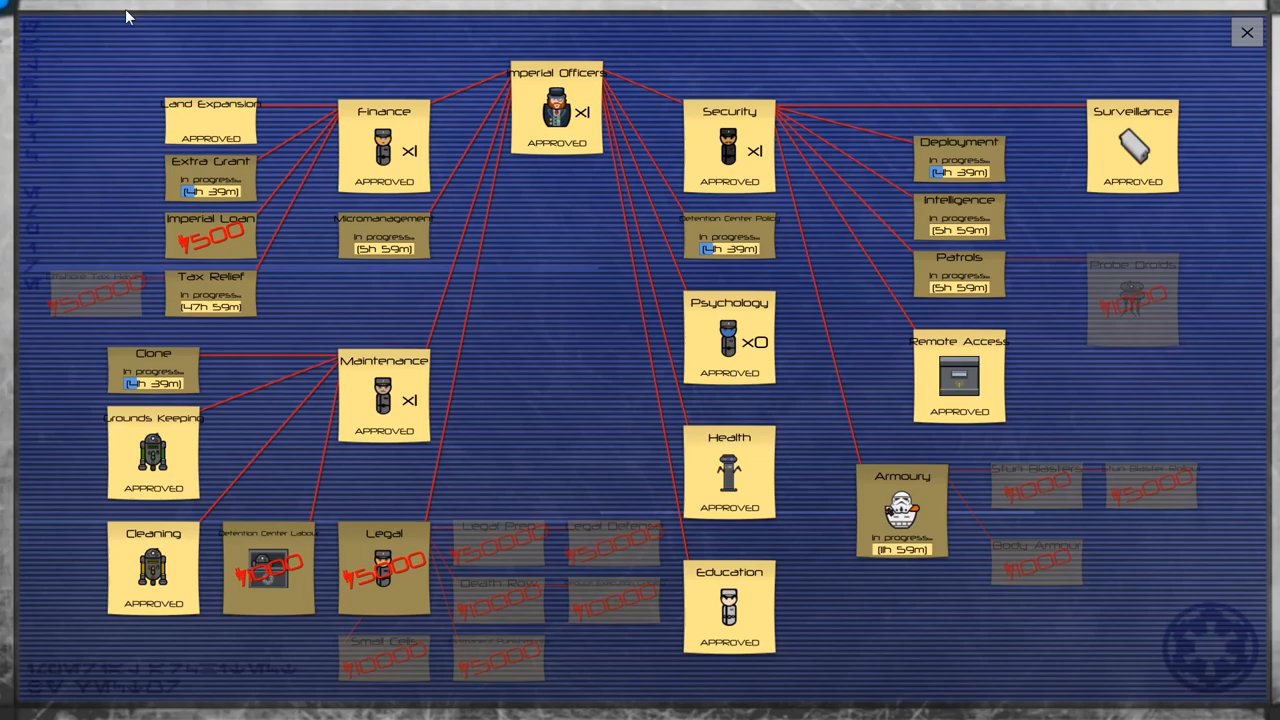 Imperial Officers
x1
APPROVED
Land Expansion
APPROVED
Finance
x1
APPROVED
Security
x1
APPROVED
Surveillance
APPROVED
Extra Grant
In progress...
(4h 39m)
Deployment
In progress...
(4h 39m)
Imperial Loan
500
Micromanagement
In progress...
(5h 59m)
Detention Center Policy
In progress...
(4h 39m)
Intelligence
In progress...
(5h 59m)
50000
Tax Relief
In progress...
(47h 59m)
Patrols
In progress...
(5h 59m)
Probe Droids
1000
Psychology
x0
APPROVED
Clone
In progress...
(4h 39m)
Maintenance
x1
APPROVED
Remote Access
APPROVED
Grounds Keeping
APPROVED
Health
APPROVED
Armoury
In progress...
(11h 59m)
Stun Blasters
1000
5000
Body Armour
1000
Cleaning
APPROVED
Detention Center Labour
1000
Legal
5000
Legal Prep
50000
Legal Defense
50000
Death Row
10000
10000
Small Cells
10000
5000
Education
APPROVED